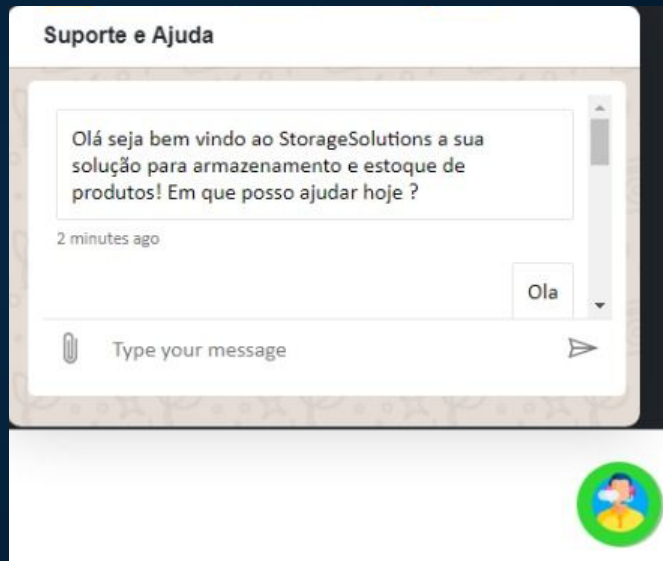 Suporte e Ajuda
Olá seja bem vindo ao StorageSolutions a sua
solução para armazenamento e estoque de
produtos! Em que posso ajudar hoje ?
2 minutes ago
Ola
Type your message